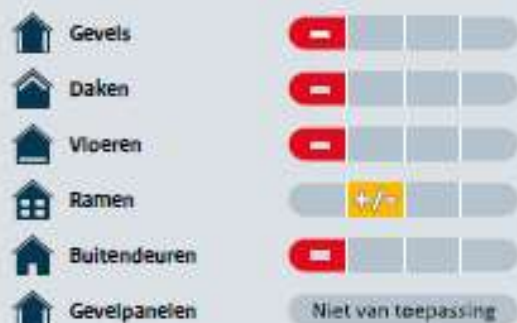 Gevels -
Daken -
Vloeren -
Ramen +/-
Buitendeuren -
Gevelpanelen Niet van toepassing